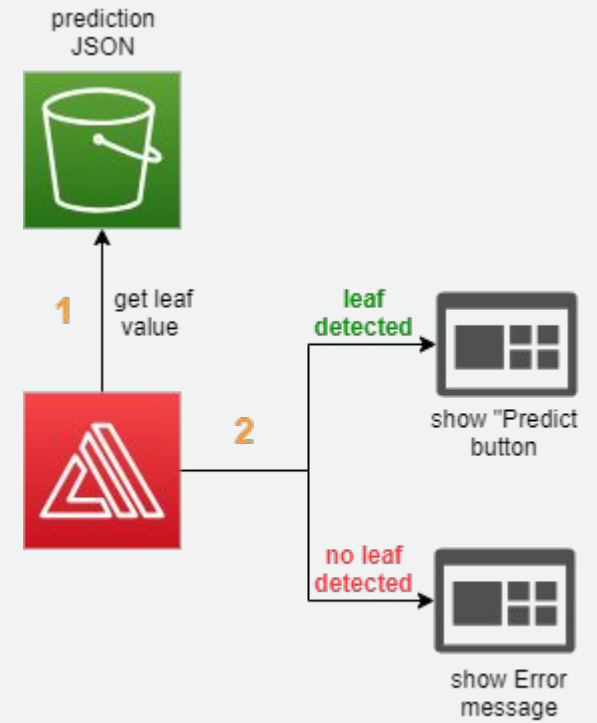 prediction
JSON
1
get leaf
value
2
leaf
detected
show "Predict
button
no leaf
detected
show Error
message